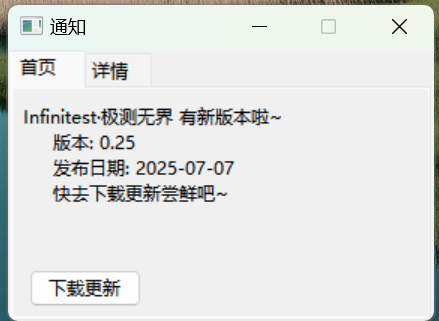 通知
首页
详情
Infinitest·极测无界 有新版本啦~
版本: 0.25
发布日期: 2025-07-07
快去下载更新尝鲜吧~
下载更新